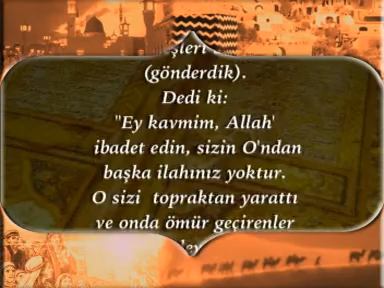 (gönderdik).
Dedi ki:
"Ey kavmim, Allah'
ibadet edin, sizin O'ndan
başka ilahınız yoktur.
O sizi topraktan yarattı
ve onda ömür geçirenler